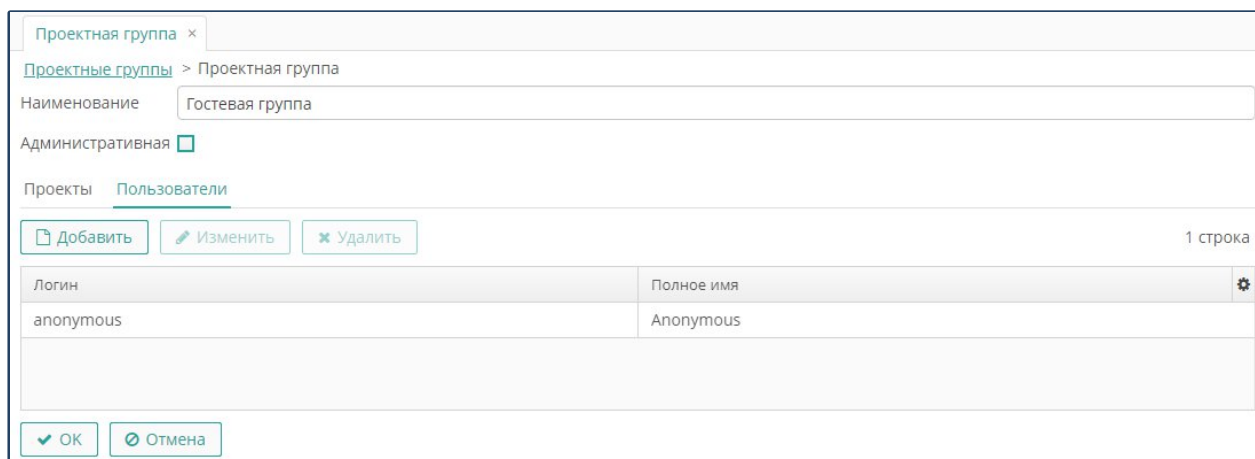 Проектная группа ×
Проектные группы > Проектная группа
Наименование Гостевая группа
Административная
Проекты Пользователи
Добавить Изменить Удалить 1 строка
Логин Полное имя
anonymous Anonymous
OK Отмена